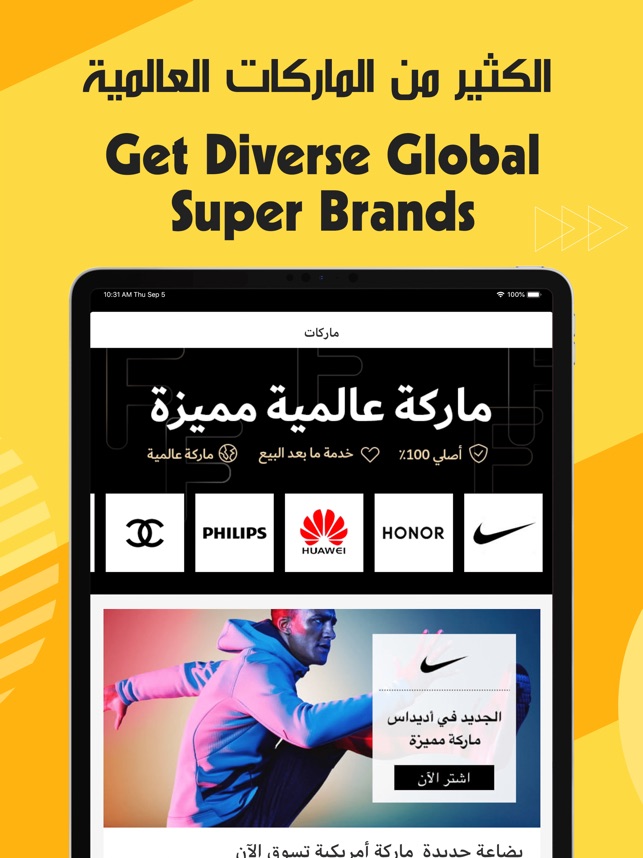 الكثير من الماركات العالمية
Get Diverse Global
Super Brands
10:31 AM Thu Sep 5
100%
ماركات
ماركة عالمية مميزة
أصلي 100٪
خدمة ما بعد البيع
ماركة عالمية
PHILIPS
HUAWEI
HONOR
الجديد في أديداس
ماركة مميزة
اشتر الآن
بضاعة جديدة ماركة أمريكية تسوق الآن